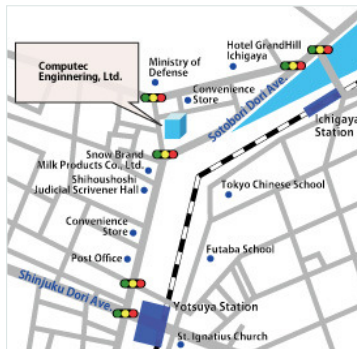 Computec
Enginnering, Ltd.
Ministry of
Defense
Hotel GrandHill
Ichigaya
Convenience
Store
Sotobori Dori Ave.
Ichigaya
Station
Snow Brand
Milk Products Co., Ltd.
Shihoushoshi
Judicial Scrivener Hall
Tokyo Chinese School
Convenience
Store
Post Office
Futaba School
Shinjuku Dori Ave.
Yotsuya Station
St. Ignatius Church